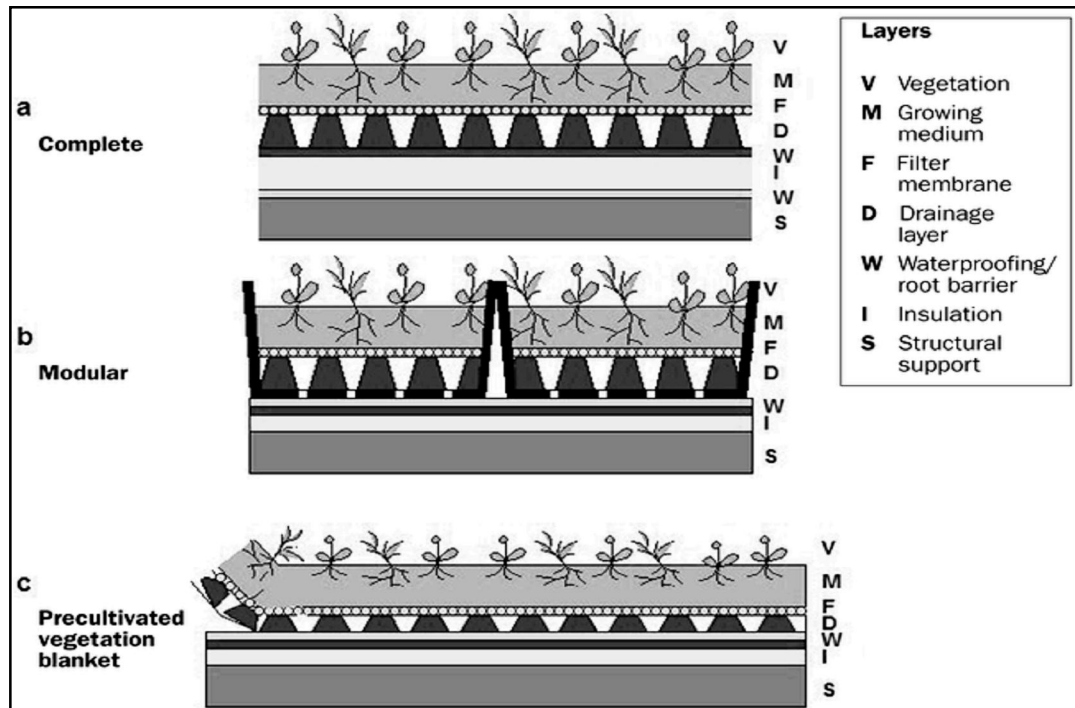 a
Complete
V
M
F
D
W
I
W
S
b
Modular
V
M
F
D
W
I
S
c
Precultivated
vegetation
blanket
V
M
F
D
W
I
S
Layers
V Vegetation
M Growing
medium
F Filter
membrane
D Drainage
layer
W Waterproofing/
root barrier
I Insulation
S Structural
support